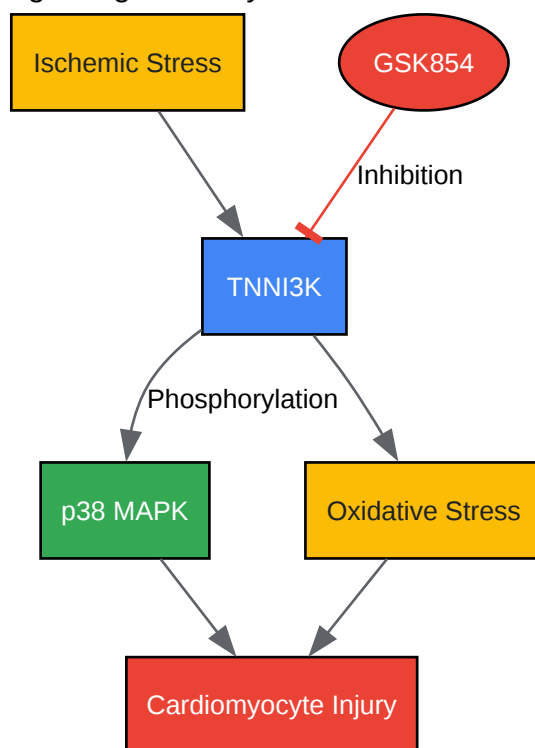 Ischemic Stress
GSK854
Inhibition
TNNI3K
Phosphorylation
p38 MAPK
Oxidative Stress
Cardiomyocyte Injury